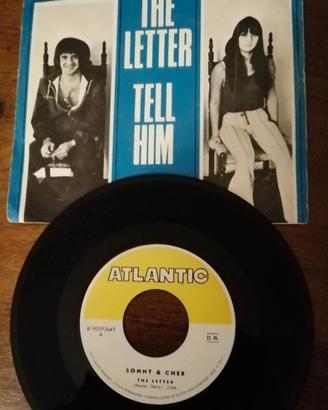 THE
LETTER
TELL
HIM
ATLANTIC
D. R.
SONNY & CHER
THE LETTER